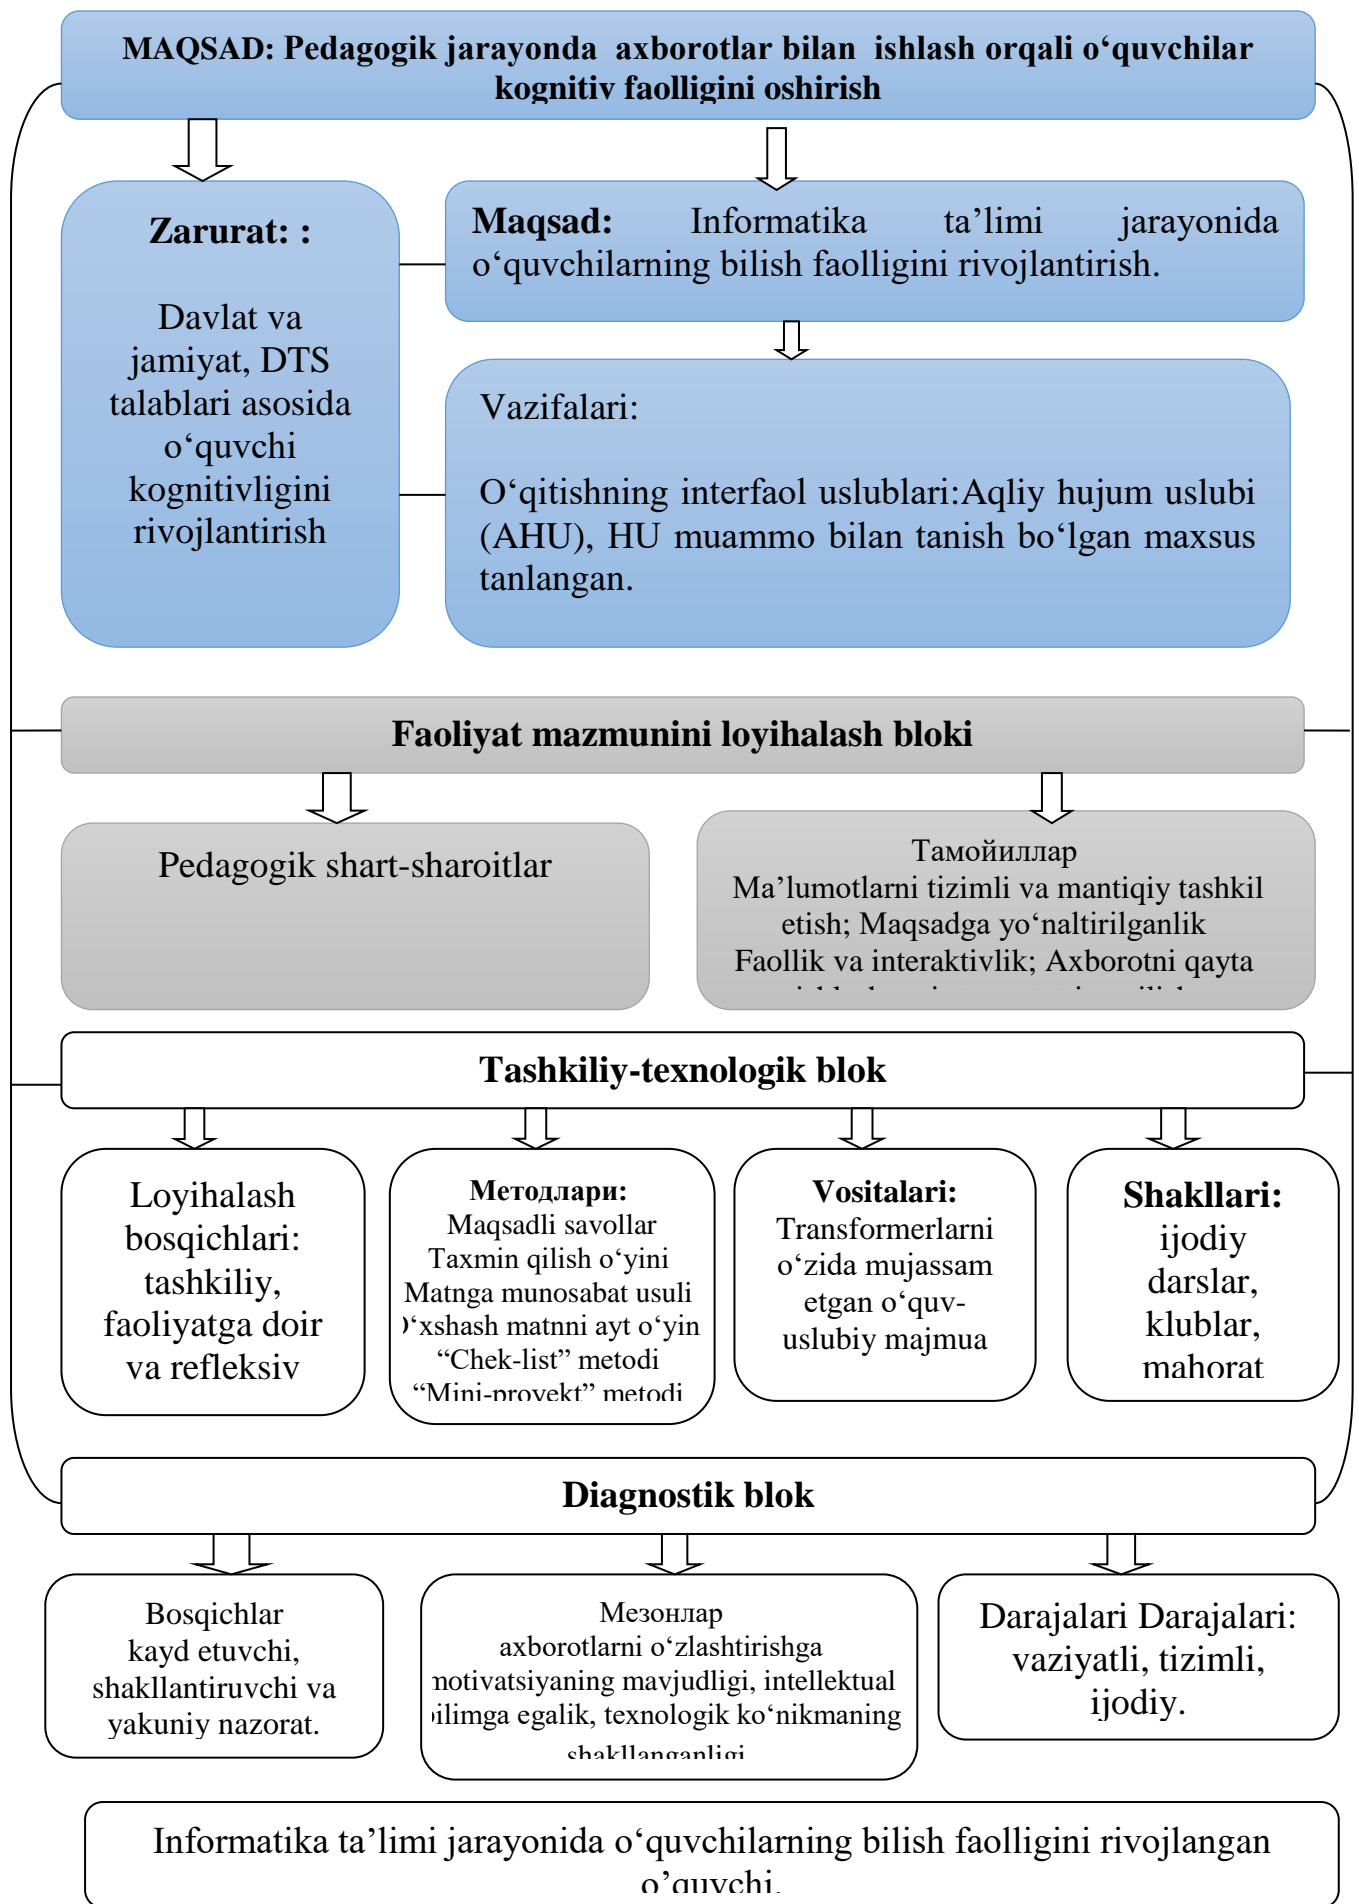 MAQSAD: Pedagogik jarayonda axborotlar bilan ishlash orqali o‘quvchilar
kognitiv faolligini oshirish
Zarurat: :
Davlat va
jamiyat, DTS
talablari asosida
o‘quvchi
kognitivligini
rivojlantirish
Maqsad: Informatika ta’limi jarayonida
o‘quvchilarning bilish faolligini rivojlantirish.
Vazifalari:
O‘qitishning interfaol uslublari:Aqliy hujum uslubi
(AHU), HU muammo bilan tanish bo‘lgan maxsus
tanlangan.
Faoliyat mazmunini loyihalash bloki
Pedagogik shart-sharoitlar
Тамойиллар
Ma’lumotlarni tizimli va mantiqiy tashkil
etish; Maqsadga yo‘naltirilganlik
Faollik va interaktivlik; Axborotni qayta
Tashkiliy-texnologik blok
Loyihalash
bosqichlari:
tashkiliy,
faoliyatga doir
va refleksiv
Методлари:
Maqsadli savollar
Taxmin qilish o‘yini
Matnga munosabat usuli
O‘xshash matnni ayt o‘yin
“Chek-list” metodi
“Mini-proyekt” metodi
Vositalari:
Transformerlarni
o‘zida mujassam
etgan o‘quv-
uslubiy majmua
Shakllari:
ijodiy
darslar,
klublar,
mahorat
Diagnostik blok
Bosqichlar
kayd etuvchi,
shakllantiruvchi va
yakuniy nazorat.
Мезонлар
axborotlarni o‘zlashtirishga
motivatsiyaning mavjudligi, intellektual
bilimga egalik, texnologik ko‘nikmaning
shakllanganligi
Darajalari Darajalari:
vaziyatli, tizimli,
ijodiy.
Informatika ta’limi jarayonida o‘quvchilarning bilish faolligini rivojlangan
o’quvchi.